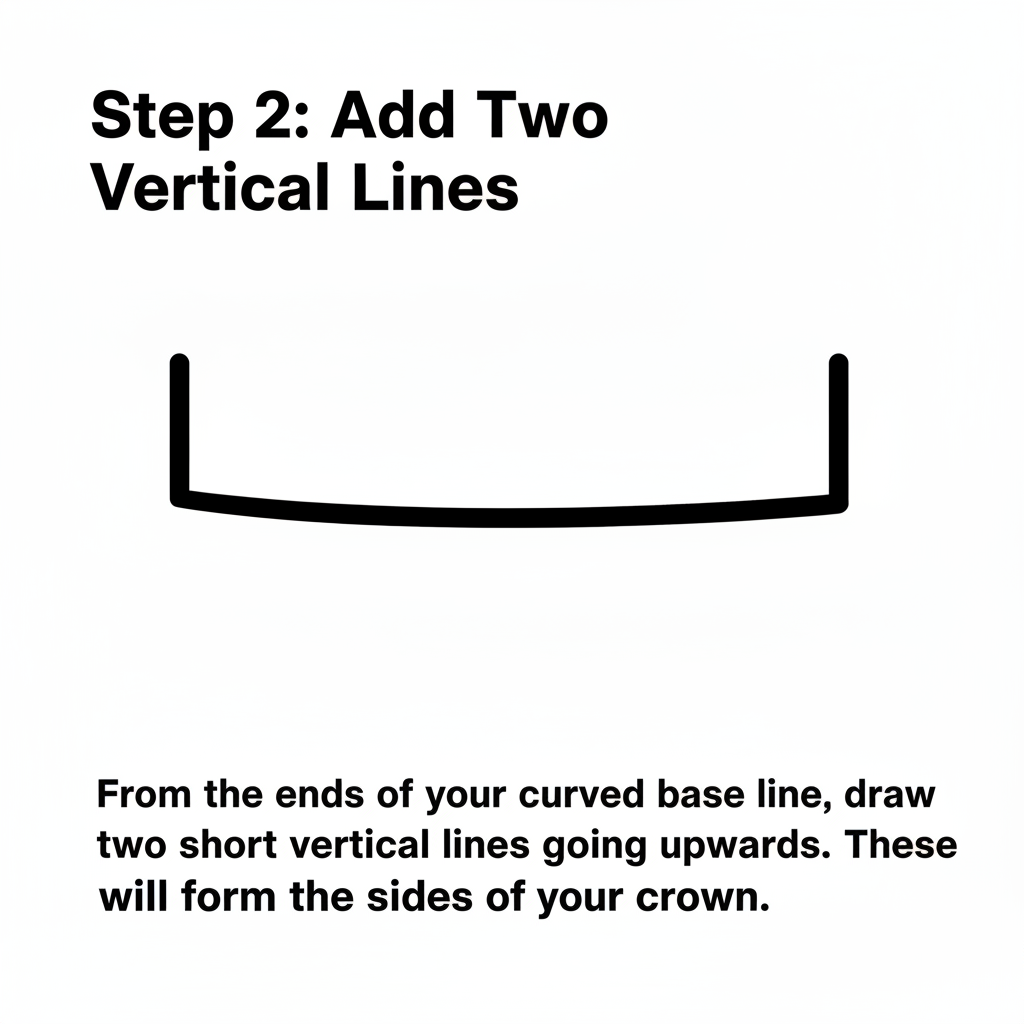 Step 2: Add Two
Vertical Lines
From the ends of your curved base line, draw
two short vertical lines going upwards. These
will form the sides of your crown.